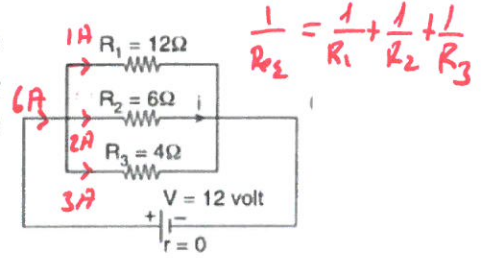 1/Reş = 1/R1 + 1/R2 + 1/R3
1A
R1 = 12Ω
6A
R2 = 6Ω
i
2A
R3 = 4Ω
3A
V = 12 volt
+ −
r = 0